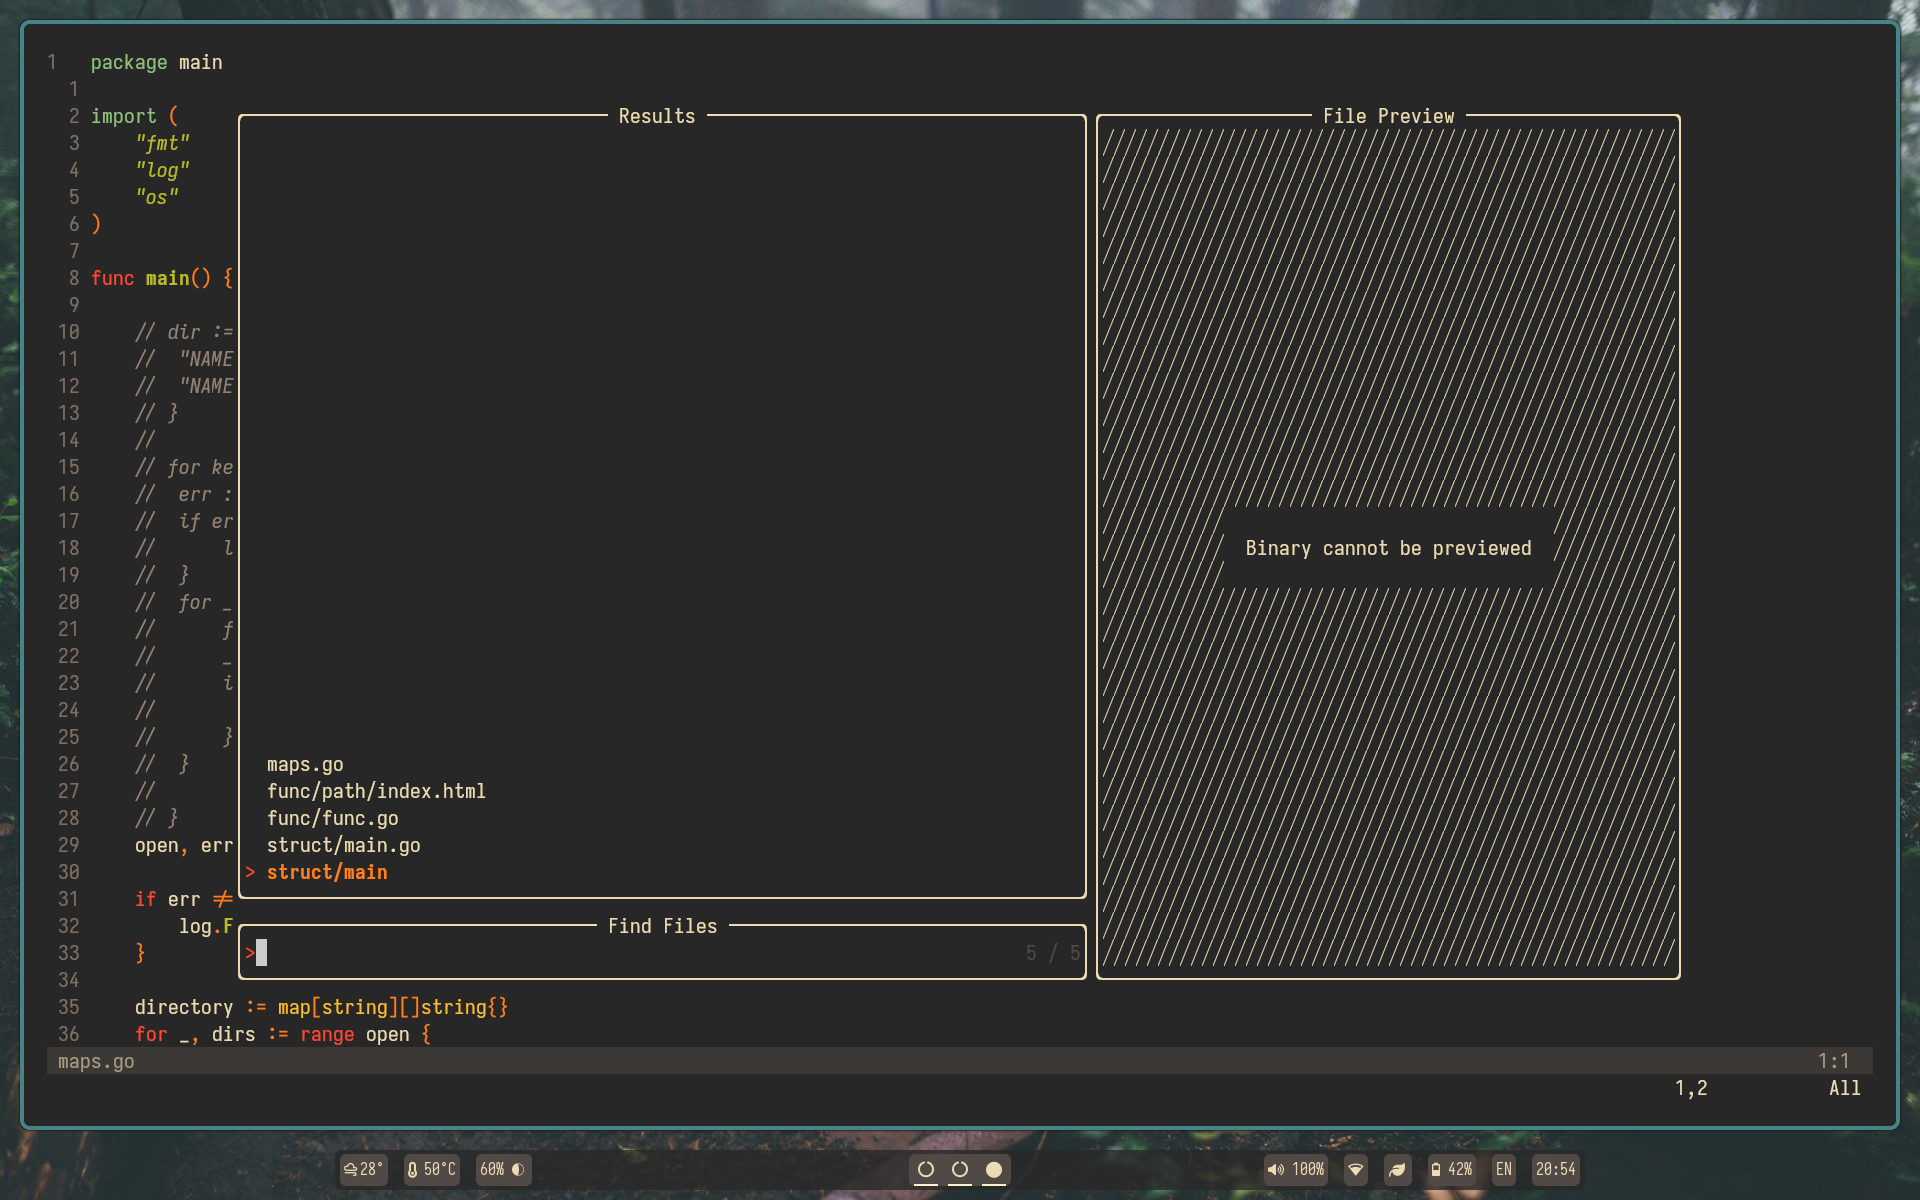 1 package main
1
2 import (
3 "fmt"
4 "log"
5 "os"
6 )
7
8 func main() {
9
10 // dir :=
11 // "NAME
12 // "NAME
13 // }
14 //
15 // for ke
16 // err :
17 // if er
18 // l
19 // }
20 // for _
21 // f
22 // _
23 // i
24 //
25 // }
26 // }
27 //
28 // }
29 open, err
30
31 if err !=
32 log.F
33 }
34
35 directory := map[string][]string{}
36 for _, dirs := range open {
Results
maps.go
func/path/index.html
func/func.go
struct/main.go
> struct/main
Find Files
> 5 / 5
File Preview
Binary cannot be previewed
maps.go 1:1
1,2 All
28° 50°C 60% 100% 42% EN 20:54